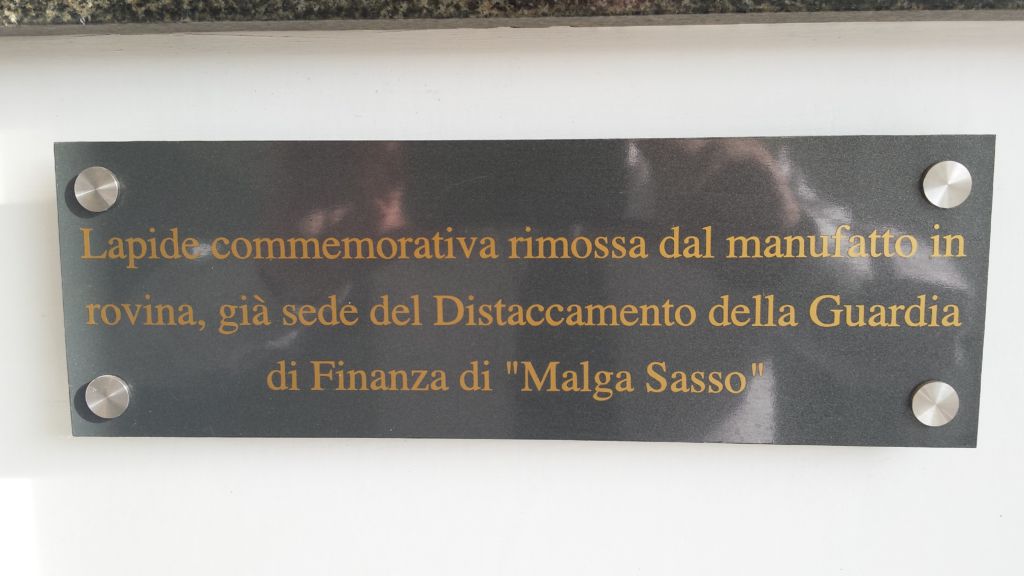 Lapide commemorativa rimossa dal manufatto in
rovina, già sede del Distaccamento della Guardia
di Finanza di "Malga Sasso"